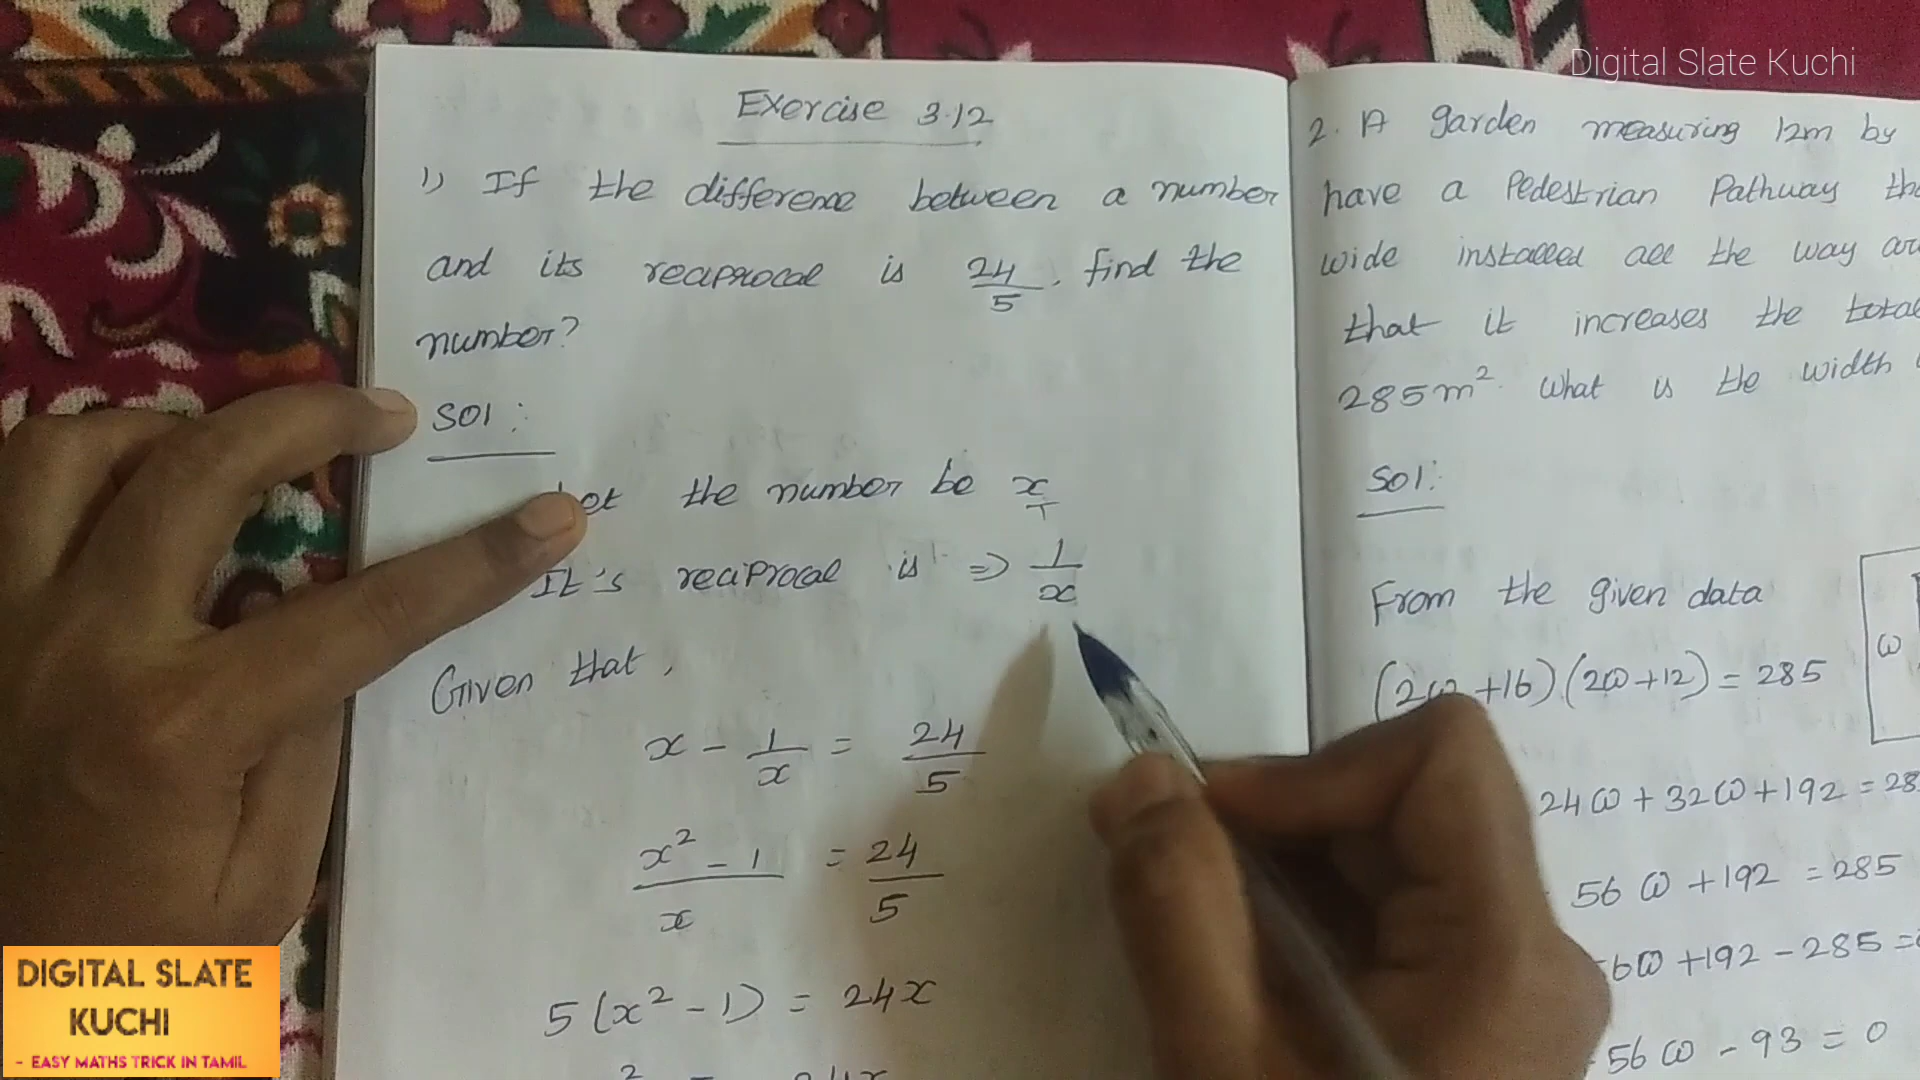 Digital Slate Kuchi
Exercise 3.12
1) If the difference between a number
and its reciprocal is 24/5, find the
number?
Sol:
the number be x
It's reciprocal is => 1/x
Given that,
x - 1/x = 24/5
x² - 1 / x = 24/5
5(x² - 1) = 24x
2. A garden measuring 12m by
have a Pedestrian Pathway
wide installed all the way
that it increases the total
285m². What is the width
Sol:
From the given data
(2ω+16).(2ω+12) = 285
ω
24ω + 32ω + 192 = 28
56ω + 192 = 285
6ω + 192 - 285 =
56ω - 93 = 0
DIGITAL SLATE
KUCHI
- EASY MATHS TRICK IN TAMIL